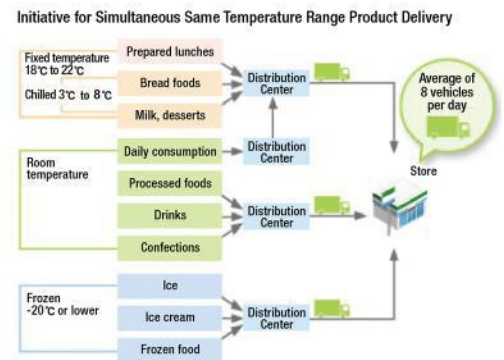 Initiative for Simultaneous Same Temperature Range Product Delivery
Fixed temperature
18℃ to 22℃
Chilled 3℃ to 8℃
Prepared lunches
Bread foods
Milk, desserts
Distribution
Center
Average of
8 vehicles
per day
Room
temperature
Daily consumption
Processed foods
Drinks
Confections
Distribution
Center
Distribution
Center
Store
Frozen
-20℃ or lower
Ice
Ice cream
Frozen food
Distribution
Center